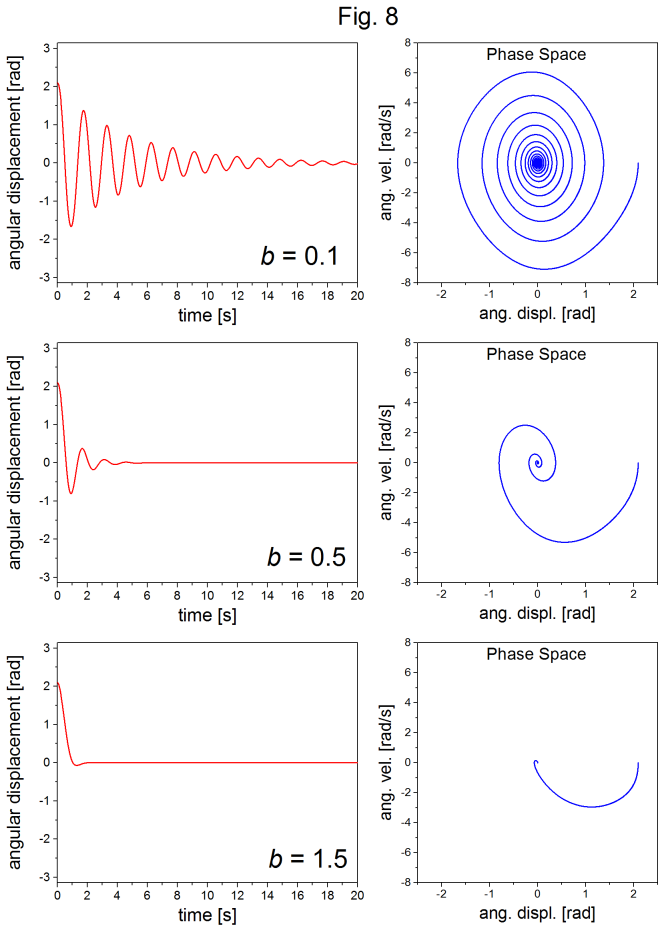 Fig. 8
angular displacement [rad]
3
2
1
0
-1
-2
-3
0 2 4 6 8 10 12 14 16 18 20
time [s]
b = 0.1
Phase Space
ang. vel. [rad/s]
8
6
4
2
0
-2
-4
-6
-8
-2 -1 0 1 2
ang. displ. [rad]
angular displacement [rad]
3
2
1
0
-1
-2
-3
0 2 4 6 8 10 12 14 16 18 20
time [s]
b = 0.5
Phase Space
ang. vel. [rad/s]
8
6
4
2
0
-2
-4
-6
-8
-2 -1 0 1 2
ang. displ. [rad]
angular displacement [rad]
3
2
1
0
-1
-2
-3
0 2 4 6 8 10 12 14 16 18 20
time [s]
b = 1.5
Phase Space
ang. vel. [rad/s]
8
6
4
2
0
-2
-4
-6
-8
-2 -1 0 1 2
ang. displ. [rad]